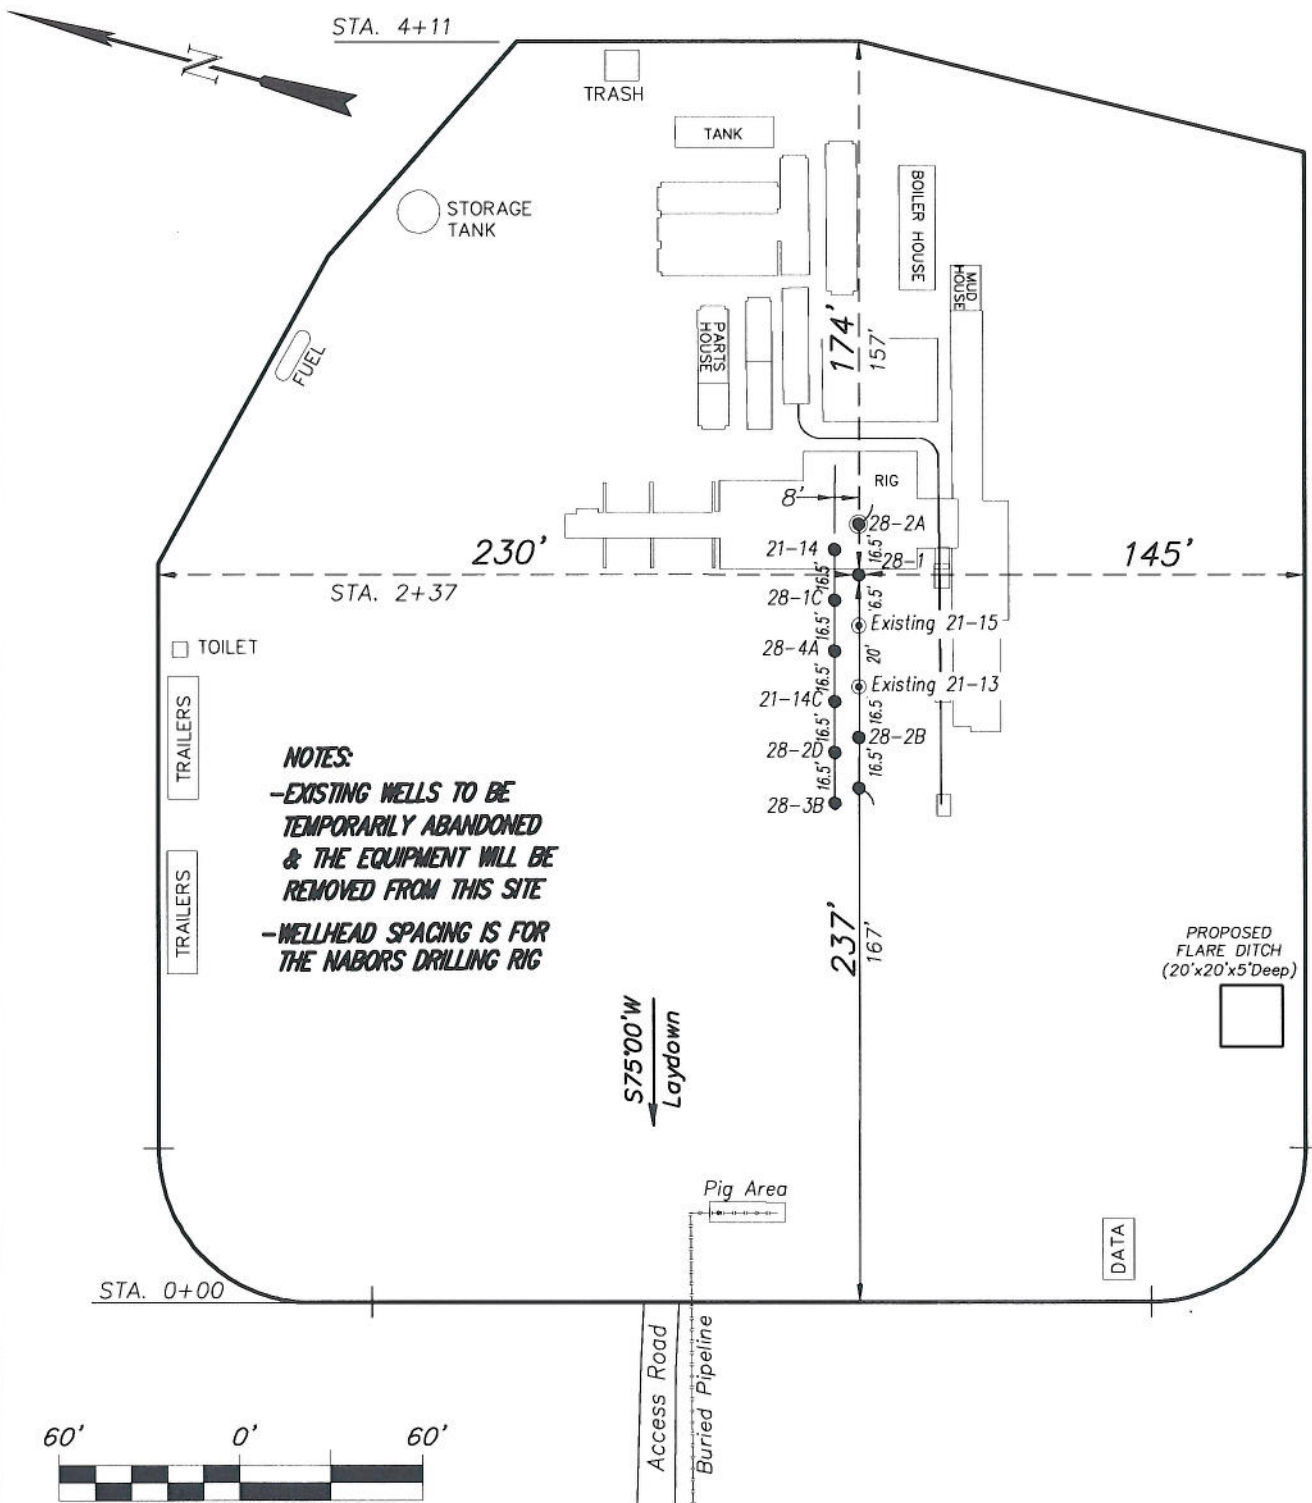 STA. 4+11
N
TRASH
TANK
STORAGE
TANK
BOILER HOUSE
MUD
HOUSE
PARTS
HOUSE
FUEL
174'
157'
RIG
8'
28-2A
16.5'
21-14
28-1
230'
145'
STA. 2+37
16.5'
28-1C
6.5'
Existing 21-15
16.5'
28-4A
20'
16.5'
Existing 21-13
21-14C
16.5
16.5'
28-2B
28-2D
16.5'
16.5'
28-3B
TOILET
TRAILERS
TRAILERS
NOTES:
-EXISTING WELLS TO BE
TEMPORARILY ABANDONED
& THE EQUIPMENT WILL BE
REMOVED FROM THIS SITE
-WELLHEAD SPACING IS FOR
THE NABORS DRILLING RIG
237'
167'
PROPOSED
FLARE DITCH
(20'x20'x5'Deep)
S75°00'W
Laydown
Pig Area
DATA
STA. 0+00
Access Road
Buried Pipeline
60' 0' 60'